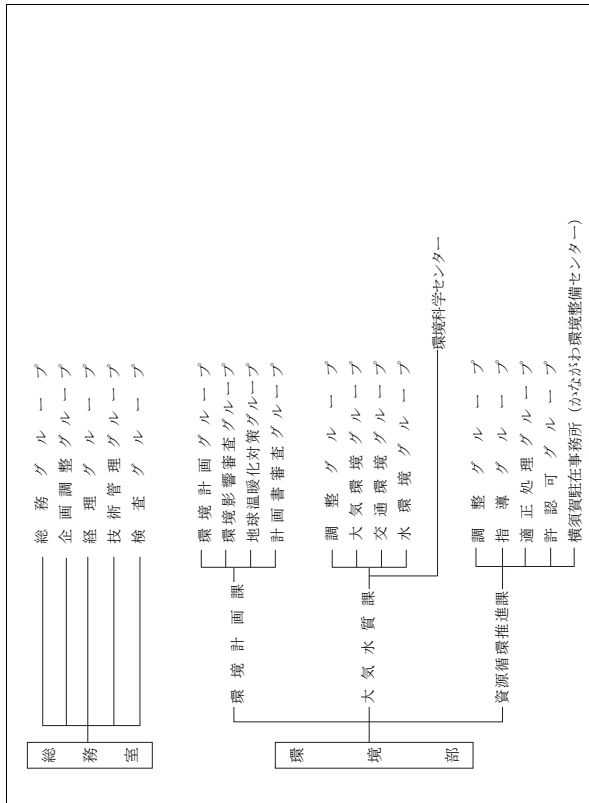 総務室
総務グループ
企画調整グループ
経理グループ
技術管理グループ
検査グループ
環境部
環境計画課
環境計画グループ
環境影響審査グループ
地球温暖化対策グループ
計画書審査グループ
大気水質課
調整グループ
大気環境グループ
交通環境グループ
水環境グループ
環境科学センター
資源循環推進課
調整グループ
指導グループ
適正処理グループ
許認可グループ
横須賀駐在事務所（かながわ環境整備センター）